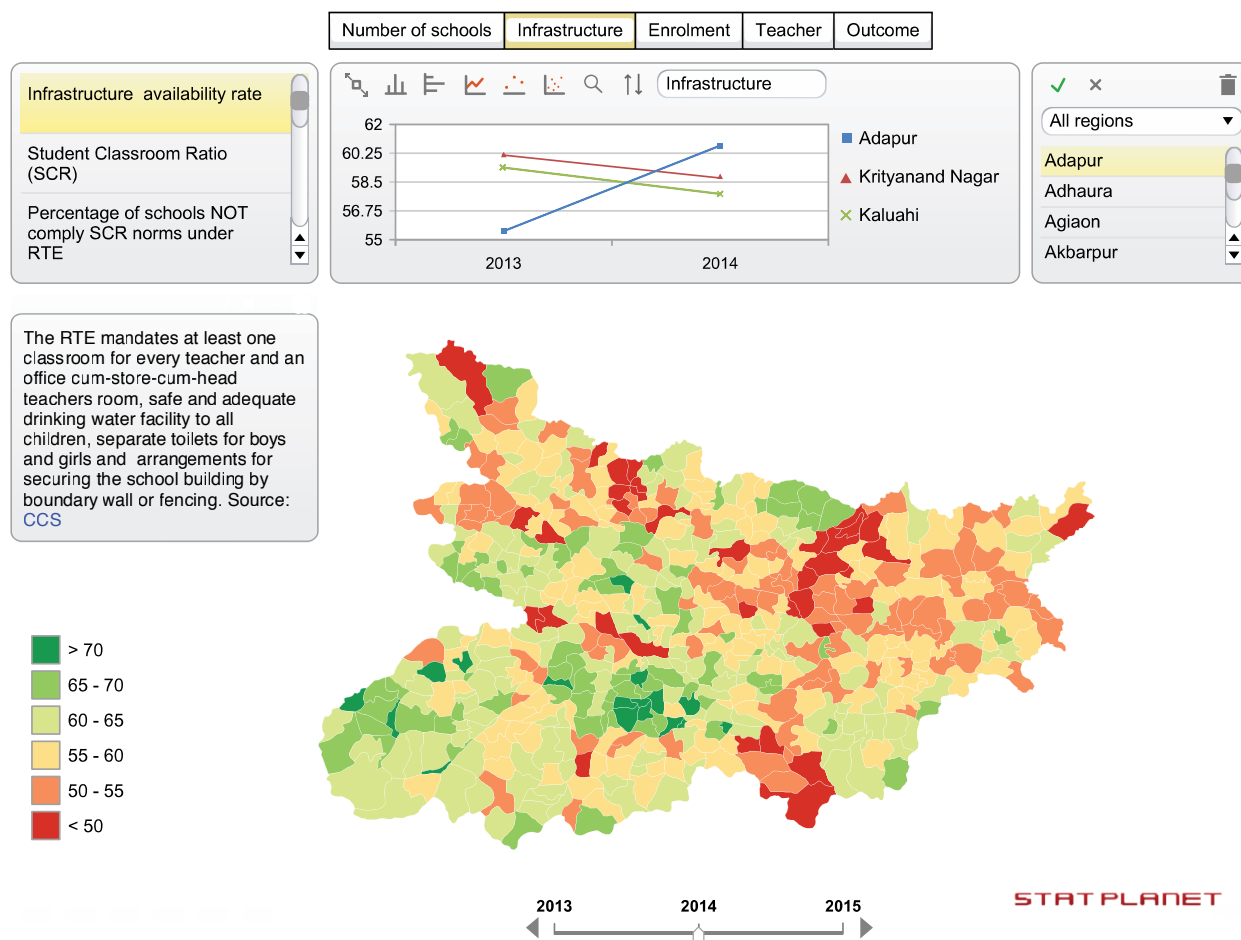 Number of schools
Infrastructure
Enrolment
Teacher
Outcome
Infrastructure availability rate
Student Classroom Ratio
(SCR)
Percentage of schools NOT
comply SCR norms under
RTE
Infrastructure
62
60.25
58.5
56.75
55
2013
2014
Adapur
Krityanand Nagar
Kaluahi
All regions
Adapur
Adhaura
Agiaon
Akbarpur
The RTE mandates at least one
classroom for every teacher and an
office cum-store-cum-head
teachers room, safe and adequate
drinking water facility to all
children, separate toilets for boys
and girls and arrangements for
securing the school building by
boundary wall or fencing. Source:
CCS
> 70
65 - 70
60 - 65
55 - 60
50 - 55
< 50
2013
2014
2015
STAT PLANET